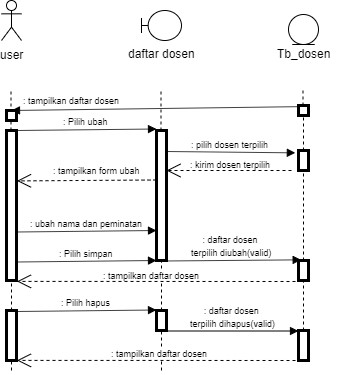 user
daftar dosen
Tb_dosen
: tampilkan daftar dosen
: Pilih ubah
: pilih dosen terpilih
: kirim dosen terpilih
: tampilkan form ubah
: ubah nama dan peminatan
: daftar dosen
terpilih diubah(valid)
: Pilih simpan
: tampilkan daftar dosen
: Pilih hapus
: daftar dosen
terpilih dihapus(valid)
: tampilkan daftar dosen